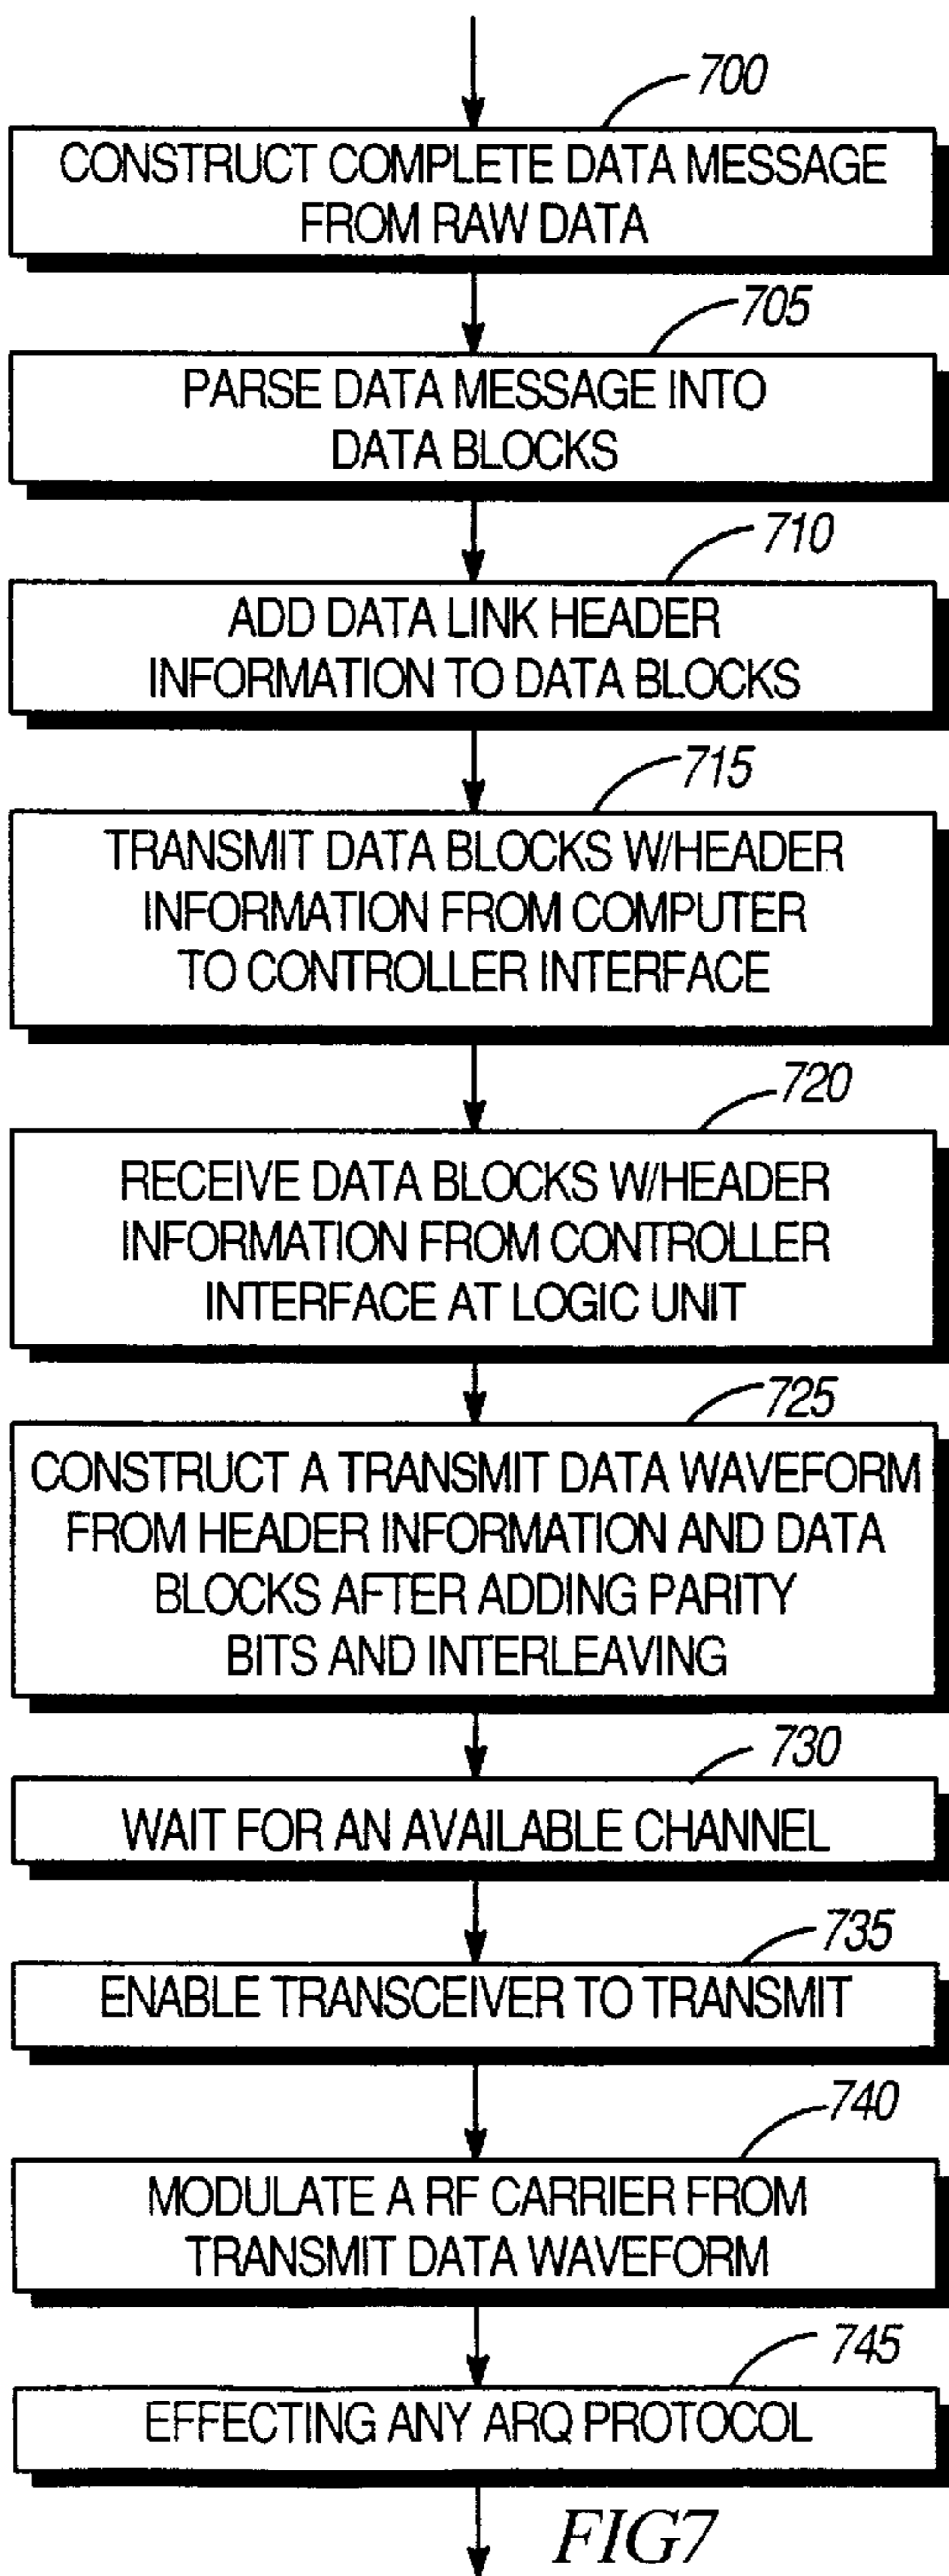 700
CONSTRUCT COMPLETE DATA MESSAGE
FROM RAW DATA
705
PARSE DATA MESSAGE INTO
DATA BLOCKS
710
ADD DATA LINK HEADER
INFORMATION TO DATA BLOCKS
715
TRANSMIT DATA BLOCKS W/HEADER
INFORMATION FROM COMPUTER
TO CONTROLLER INTERFACE
720
RECEIVE DATA BLOCKS W/HEADER
INFORMATION FROM CONTROLLER
INTERFACE AT LOGIC UNIT
725
CONSTRUCT A TRANSMIT DATA WAVEFORM
FROM HEADER INFORMATION AND DATA
BLOCKS AFTER ADDING PARITY
BITS AND INTERLEAVING
730
WAIT FOR AN AVAILABLE CHANNEL
735
ENABLE TRANSCEIVER TO TRANSMIT
740
MODULATE A RF CARRIER FROM
TRANSMIT DATA WAVEFORM
745
EFFECTING ANY ARQ PROTOCOL
FIG7